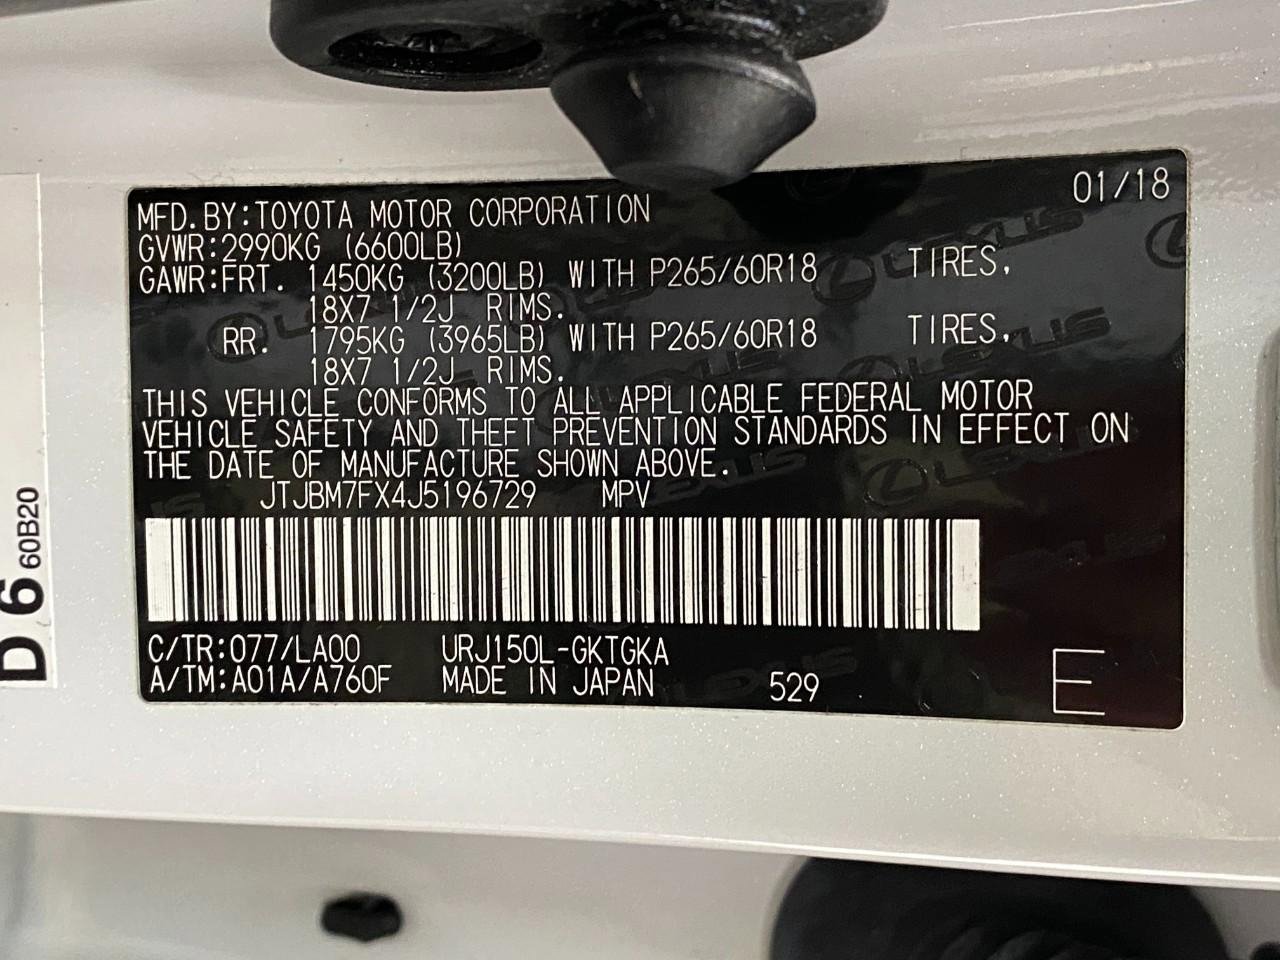 01/18
MFD.BY:TOYOTA MOTOR CORPORATION
GVWR:2990KG (6600LB)
GAWR:FRT. 1450KG (3200LB) WITH P265/60R18 TIRES,
18X7 1/2J RIMS.
RR. 1795KG (3965LB) WITH P265/60R18 TIRES,
18X7 1/2J RIMS.
THIS VEHICLE CONFORMS TO ALL APPLICABLE FEDERAL MOTOR
VEHICLE SAFETY AND THEFT PREVENTION STANDARDS IN EFFECT ON
THE DATE OF MANUFACTURE SHOWN ABOVE.
JTJBM7FX4J5196729 MPV
C/TR:077/LA00 URJ150L-GKTGKA
A/TM:A01A/A760F MADE IN JAPAN 529
E
D 6 60B20
LEXUS
LEXUS
LEXUS